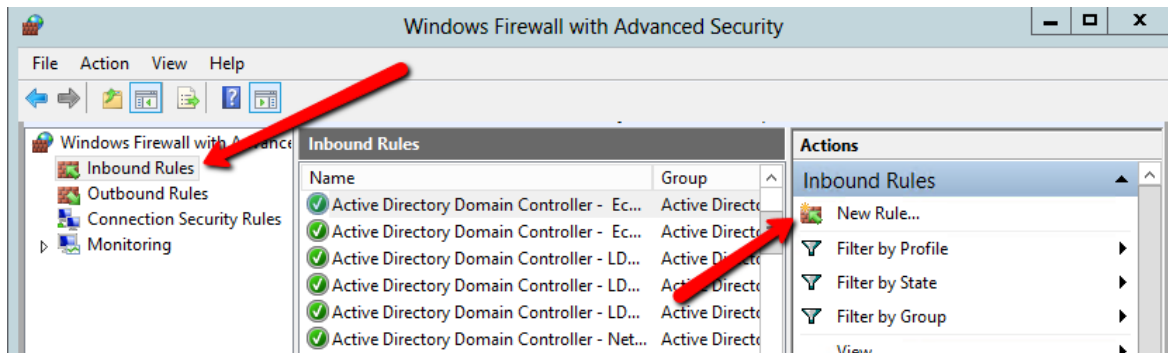 Windows Firewall with Advanced Security
File Action View Help
Windows Firewall with Advance
Inbound Rules
Outbound Rules
Connection Security Rules
Monitoring
Inbound Rules
Name Group
Active Directory Domain Controller - Ec... Active Directo
Active Directory Domain Controller - Ec... Active Directo
Active Directory Domain Controller - LD... Active Directo
Active Directory Domain Controller - LD... Active Directo
Active Directory Domain Controller - LD... Active Directo
Active Directory Domain Controller - Net... Active Directo
Actions
Inbound Rules
New Rule...
Filter by Profile
Filter by State
Filter by Group
View